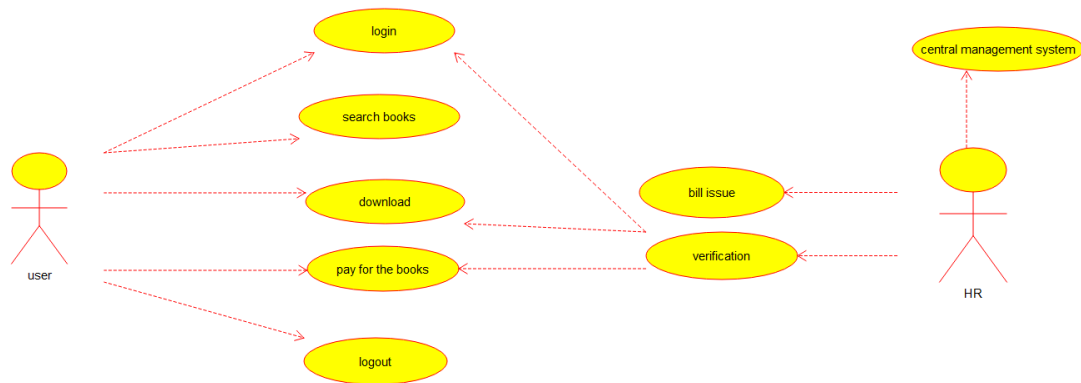 login
central management system
search books
bill issue
download
verification
pay for the books
user
HR
logout